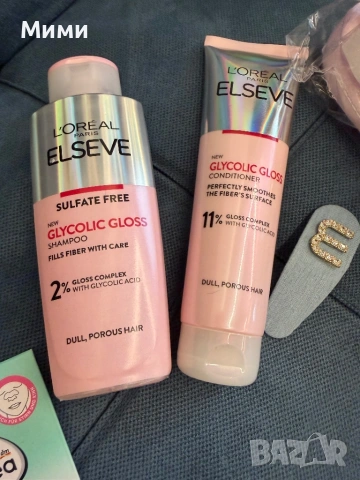 Мими
L'ORÉAL
PARIS
ELSEVE
SULFATE FREE
NEW
GLYCOLIC GLOSS
SHAMPOO
FILLS FIBER WITH CARE
2% GLOSS COMPLEX
WITH GLYCOLIC ACID
DULL, POROUS HAIR
L'ORÉAL
PARIS
ELSEVE
NEW
GLYCOLIC GLOSS
CONDITIONER
PERFECTLY SMOOTHES
THE FIBER'S SURFACE
11% GLOSS COMPLEX
WITH GLYCOLIC ACID
DULL, POROUS HAIR
BAZAR